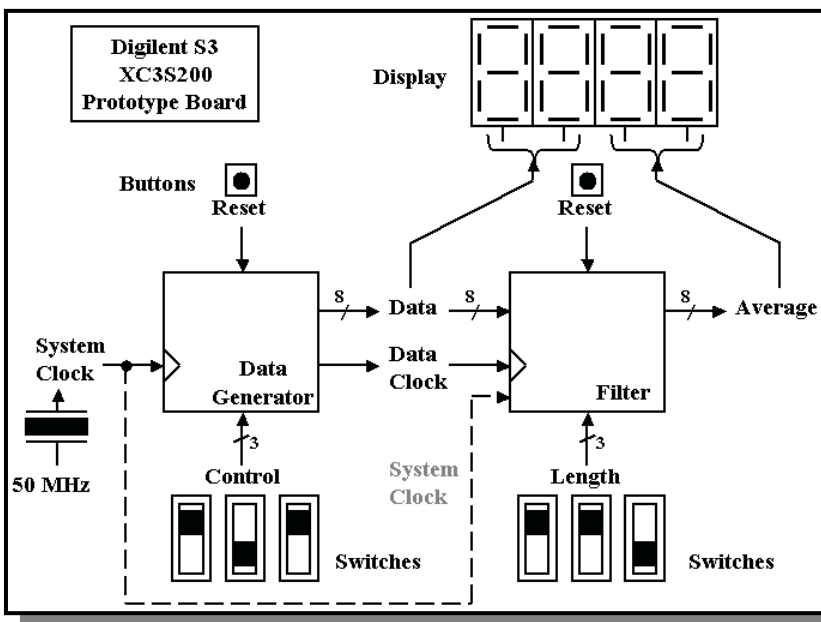 Digilent S3
XC3S200
Prototype Board
Display
Buttons
Reset
Reset
8
Data
8
8
Average
System
Clock
Data
Clock
Data
Generator
Filter
3
3
50 MHz
Control
System
Clock
Length
Switches
Switches